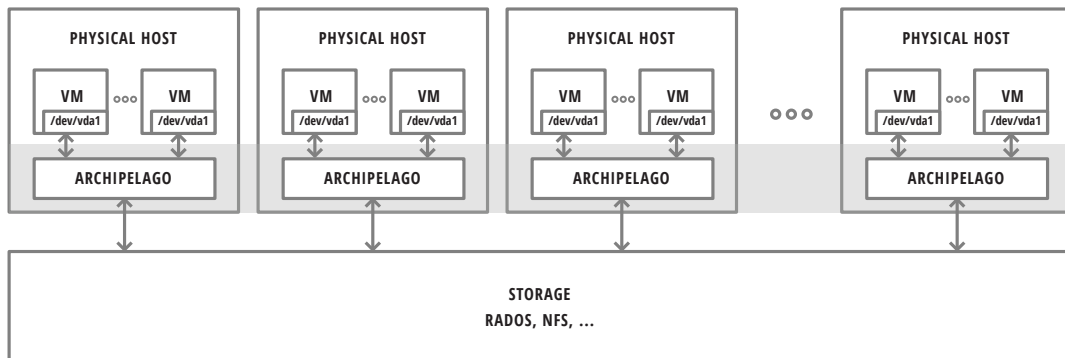 PHYSICAL HOST
VM
VM
/dev/vda1
/dev/vda1
ARCHIPELAGO
PHYSICAL HOST
VM
VM
/dev/vda1
/dev/vda1
ARCHIPELAGO
PHYSICAL HOST
VM
VM
/dev/vda1
/dev/vda1
ARCHIPELAGO
PHYSICAL HOST
VM
VM
/dev/vda1
/dev/vda1
ARCHIPELAGO
STORAGE
RADOS, NFS, ...